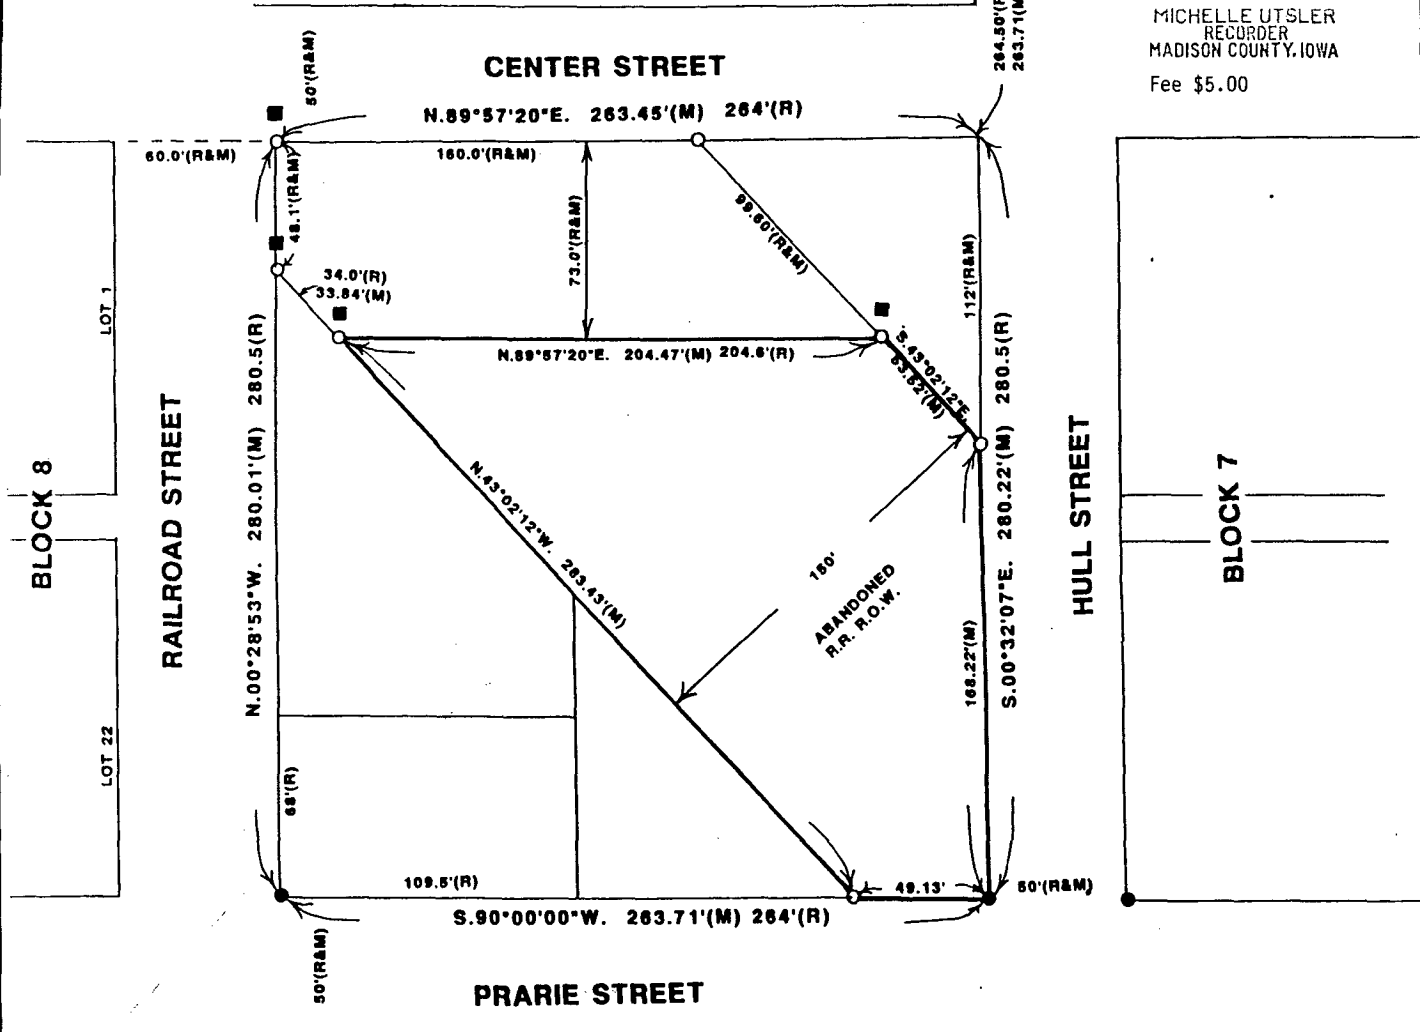 MICHELLE UTSLER
RECORDER
MADISON COUNTY, IOWA
Fee $5.00
263.71'(M)
CENTER STREET
50'(R&M)
N.89°57'20"E. 263.45'(M) 264'(R)
60.0'(R&M)
160.0'(R&M)
48.1'(R&M)
73.0'(R&M)
99.60'(R&M)
112'(R&M)
34.0'(R)
33.84'(M)
N.89°57'20"E. 204.47'(M) 204.6'(R)
S.43°02'12"E.
53.52'(M)
LOT 1
BLOCK 8
LOT 22
RAILROAD STREET
N.00°28'53"W. 280.01'(M) 280.5(R)
N.43°02'12"W. 283.43'(M)
150'
ABANDONED
R.R. R.O.W.
168.22'(M)
S.00°32'07"E. 280.22'(M) 280.5(R)
HULL STREET
BLOCK 7
68'(R)
109.5'(R)
49.13'
50'(R&M)
S.90°00'00"W. 263.71'(M) 264'(R)
50'(R&M)
PRARIE STREET